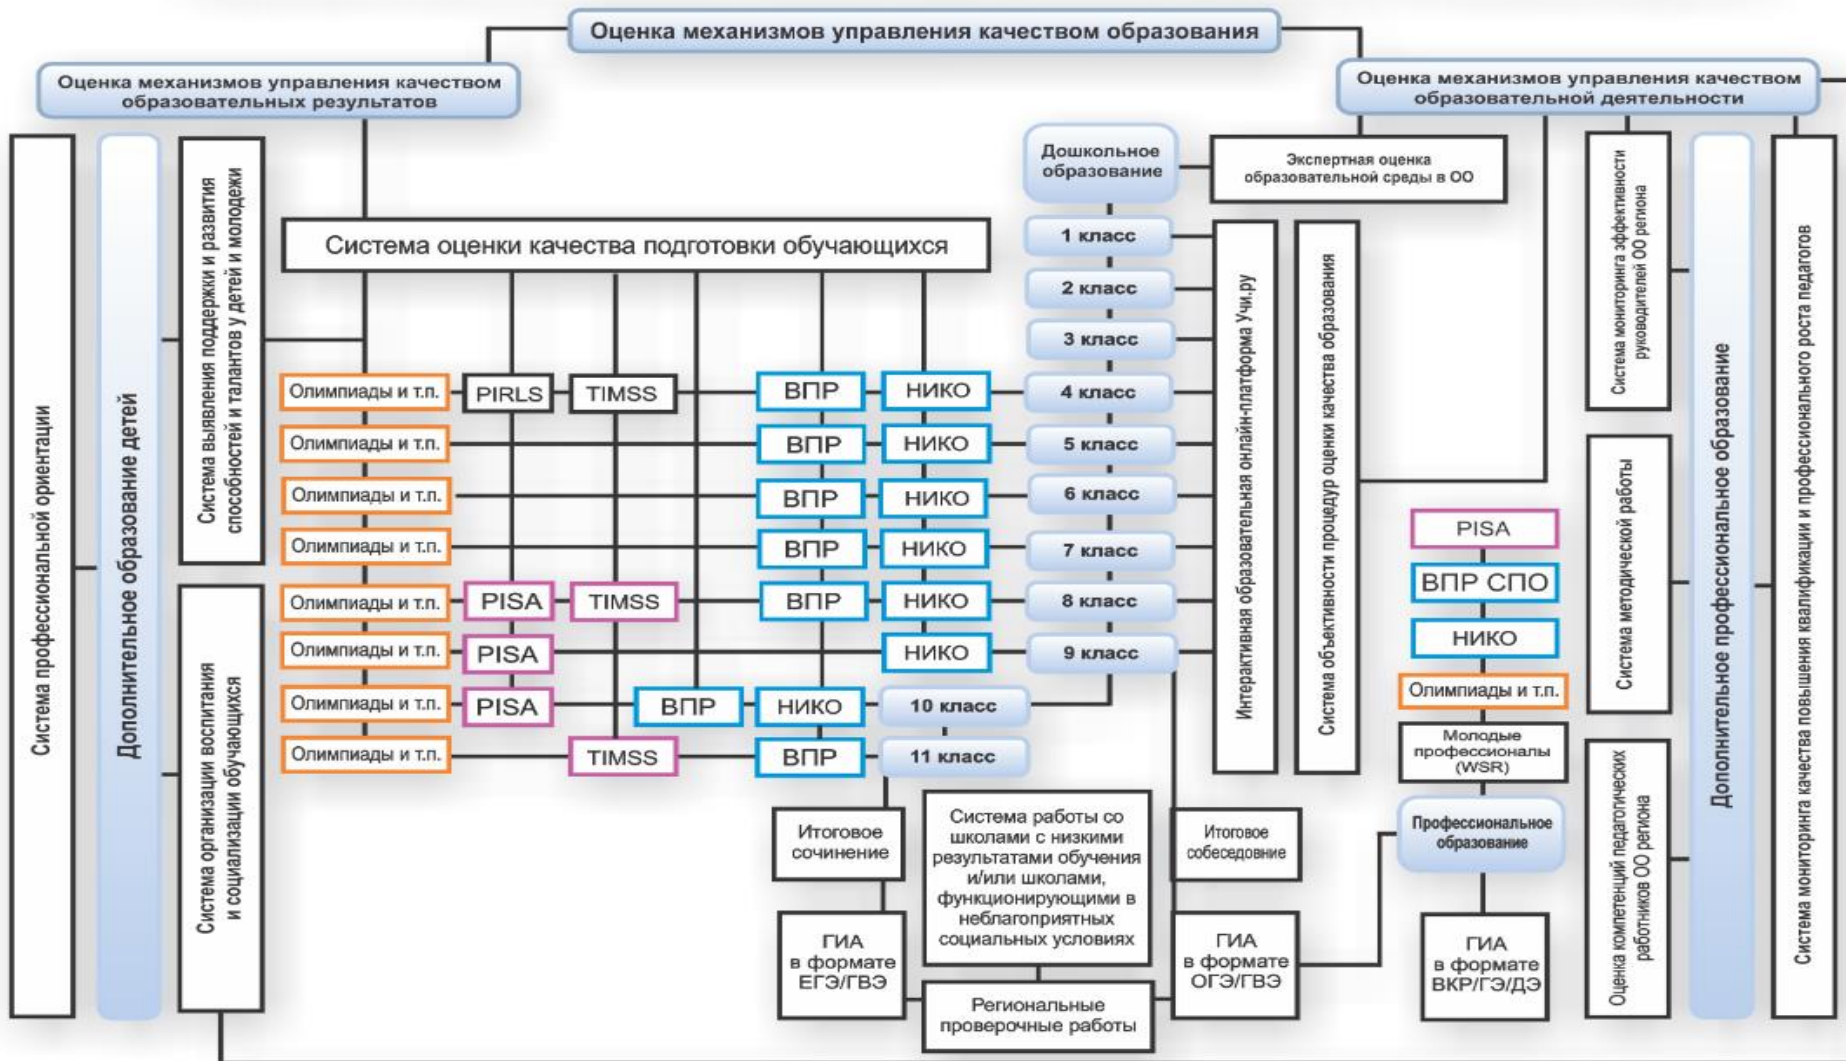 Оценка механизмов управления качеством образования
Оценка механизмов управления качеством
образовательных результатов
Оценка механизмов управления качеством
образовательной деятельности
Система профессиональной ориентации
Дополнительное образование детей
Система выявления поддержки и развития
способностей и талантов у детей и молодежи
Система организации воспитания
и социализации обучающихся
Система оценки качества подготовки обучающихся
Дошкольное
образование
Экспертная оценка
образовательной среды в ОО
1 класс
2 класс
3 класс
Олимпиады и т.п. PIRLS TIMSS ВПР НИКО 4 класс
Олимпиады и т.п. ВПР НИКО 5 класс
Олимпиады и т.п. ВПР НИКО 6 класс
Олимпиады и т.п. ВПР НИКО 7 класс
Олимпиады и т.п. PISA TIMSS ВПР НИКО 8 класс
Олимпиады и т.п. PISA НИКО 9 класс
Олимпиады и т.п. PISA ВПР НИКО 10 класс
Олимпиады и т.п. TIMSS ВПР 11 класс
Интерактивная образовательная онлайн-платформа Учи.ру
Система объективности процедур оценки качества образования
Итоговое
сочинение
ГИА
в формате
ЕГЭ/ГВЭ
Система работы со
школами с низкими
результатами обучения
и/или школами,
функционирующими в
неблагоприятных
социальных условиях
Региональные
проверочные работы
Итоговое
собеседовние
ГИА
в формате
ОГЭ/ГВЭ
PISA
ВПР СПО
НИКО
Олимпиады и т.п.
Молодые
профессионалы
(WSR)
Профессиональное
образование
ГИА
в формате
ВКР/ГЭ/ДЭ
Система мониторинга эффективности
руководителей ОО региона
Система методической работы
Оценка компетенций педагогических
работников ОО региона
Дополнительное профессиональное образование
Система мониторинга качества повышения квалификации и профессионального роста педагогов